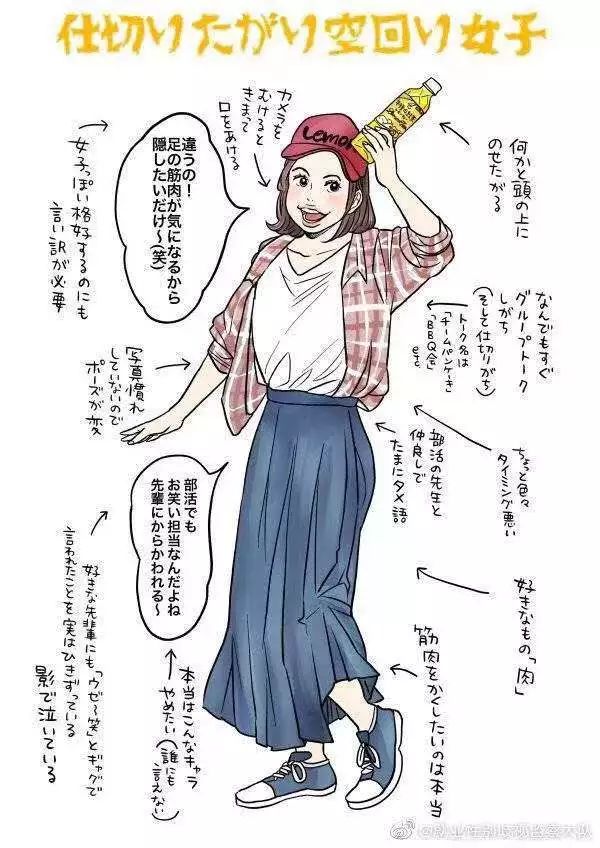 仕切りたがり空回り女子
カメラを
むけると
きまって
口をあける
Lemon
何かと頭の上に
のせたがる
女子っぽい格好するのにも
言い訳が必要
違うの！
足の筋肉が気になるから
隠したいだけ〜(笑)
なんでもすぐ
グループトーク
しがち
(そして仕切りがち)
トーク名は
「チームパンケーキ」
「BBQ会」
etc
写真慣れ
していないので
ポーズが変
部活の先生と
仲良しで
たまにタメ語
ちょっと色々
タイミング悪い
部活でも
お笑い担当なんだよね
先輩にからかわれる〜
好きなもの「肉」
好きな先輩にも「ウゼ〜笑」とギャグで
言われたことを実はひきずっている
影で泣いている
本当はこんなキャラ
やめたい(誰にも
言えない)
筋肉をかくしたいのは本当
@就业性别歧视监察大队